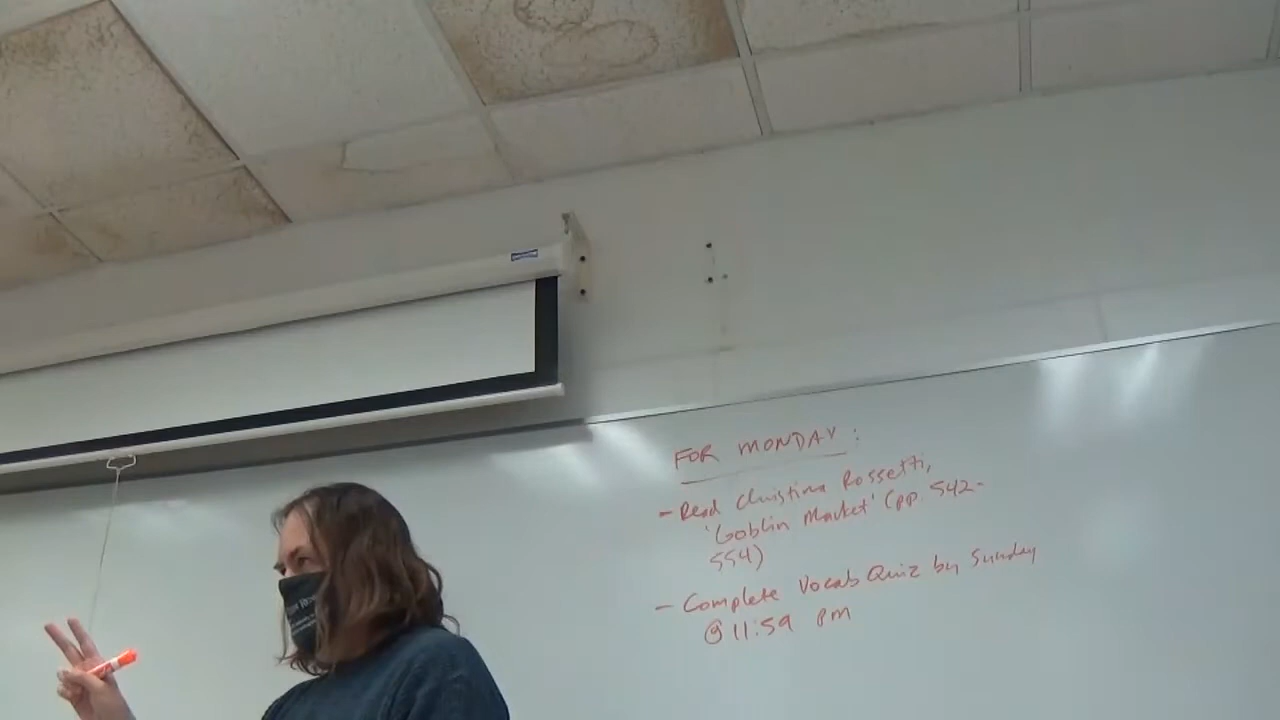 FOR MONDAY:
- Read Christina Rossetti,
'Goblin Market' (pp 542-
554)
- Complete Vocab Quiz by Sunday
@ 11:59 PM